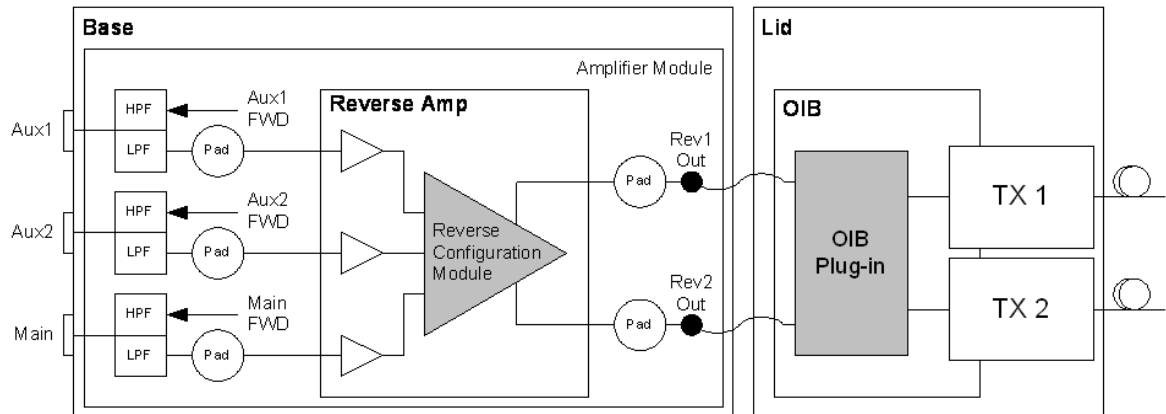 Base
Lid
Amplifier Module
Aux1
HPF
LPF
Aux1
FWD
Pad
Reverse Amp
Aux2
HPF
LPF
Aux2
FWD
Pad
Main
HPF
LPF
Main
FWD
Pad
Reverse
Configuration
Module
Pad
Rev1
Out
Pad
Rev2
Out
OIB
OIB
Plug-in
TX 1
TX 2